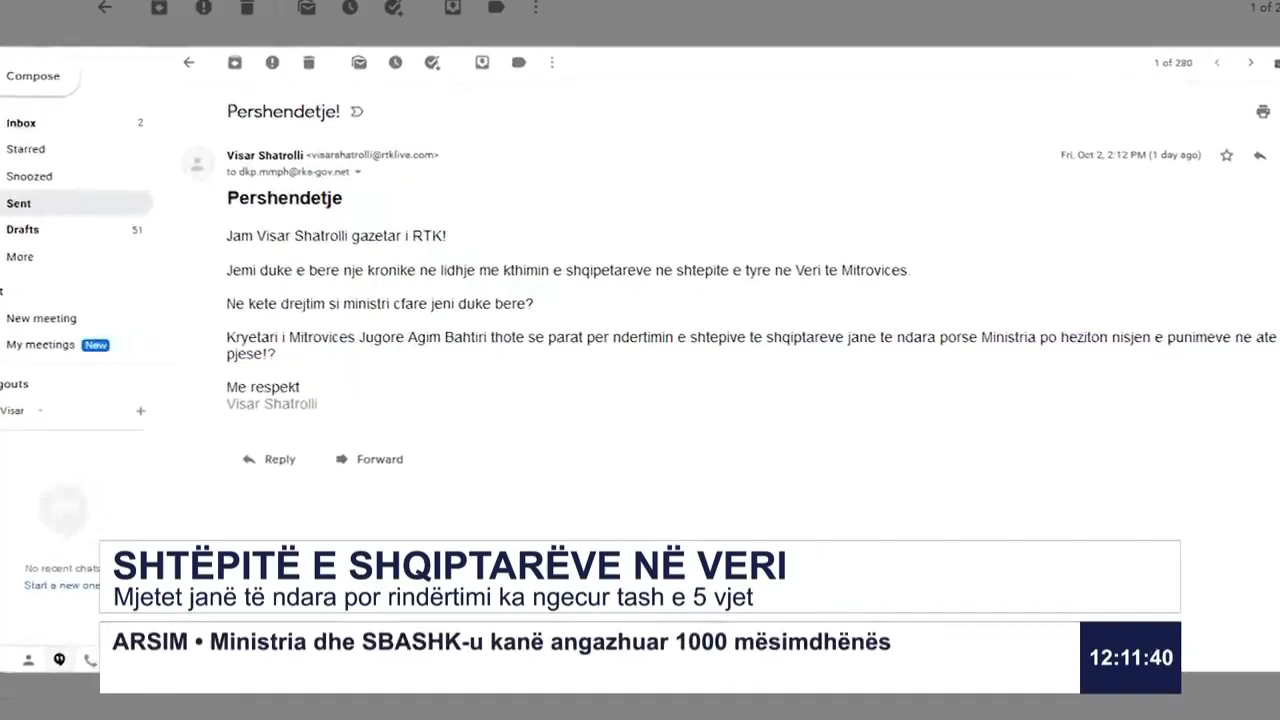 1 of 2
Compose
1 of 280
Pershendetje!
Inbox 2
Visar Shatrolli <visarshatrolli@rtklive.com>
Fri, Oct 2, 2:12 PM (1 day ago)
Starred
to dkp.mmph@rks-gov.net
Snoozed
Pershendetje
Sent
Drafts 51
Jam Visar Shatrolli gazetar i RTK!
More
Jemi duke e bere nje kronike ne lidhje me kthimin e shqipetareve ne shtepite e tyre ne Veri te Mitrovices.
t
Ne kete drejtim si ministri cfare jeni duke bere?
New meeting
Kryetari i Mitrovices Jugore Agim Bahtiri thote se parat per ndertimin e shtepive te shqiptareve jane te ndara porse Ministria po heziton nisjen e punimeve ne ate
My meetings New
pjese!?
gouts
Me respekt
Visar
Visar Shatrolli
Reply
Forward
No recent chats
Start a new one
SHTËPITË E SHQIPTARËVE NË VERI
Mjetet janë të ndara por rindërtimi ka ngecur tash e 5 vjet
ARSIM • Ministria dhe SBASHK-u kanë angazhuar 1000 mësimdhënës
12:11:40